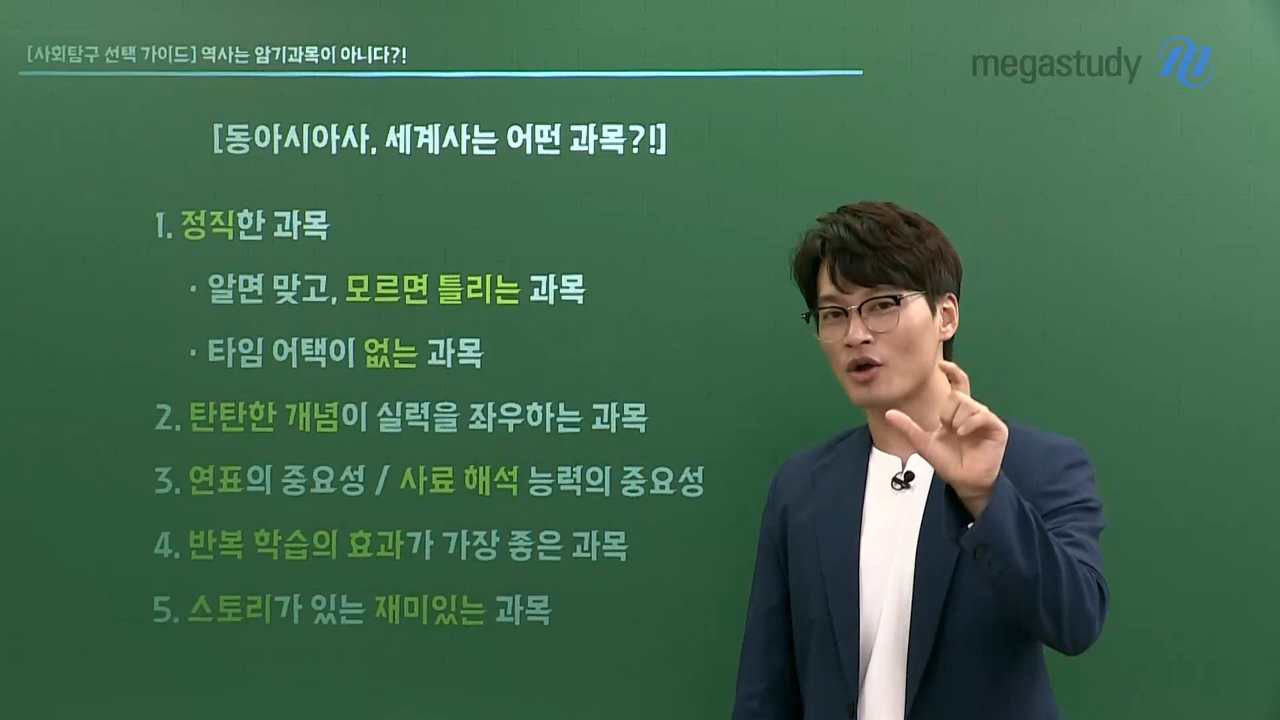 [사회탐구 선택 가이드] 역사는 암기과목이 아니다?!
megastudy
[동아시아사, 세계사는 어떤 과목?!]
1. 정직한 과목
· 알면 맞고, 모르면 틀리는 과목
· 타임 어택이 없는 과목
2. 탄탄한 개념이 실력을 좌우하는 과목
3. 연표의 중요성 / 사료 해석 능력의 중요성
4. 반복 학습의 효과가 가장 좋은 과목
5. 스토리가 있는 재미있는 과목